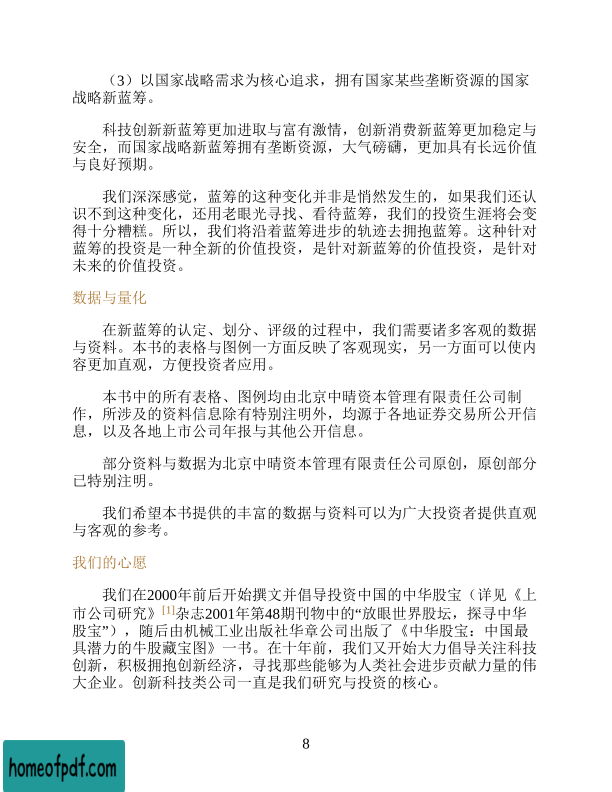 （3）以国家战略需求为核心追求，拥有国家某些垄断资源的国家
战略新蓝筹。
科技创新新蓝筹更加进取与富有激情，创新消费新蓝筹更加稳定与
安全，而国家战略新蓝筹拥有垄断资源，大气磅礴，更加具有长远价值
与良好预期。
我们深深感觉，蓝筹的这种变化并非是悄然发生的，如果我们还认
识不到这种变化，还用老眼光寻找、看待蓝筹，我们的投资生涯将会变
得十分糟糕。所以，我们将沿着蓝筹进步的轨迹去拥抱蓝筹。这种针对
蓝筹的投资是一种全新的价值投资，是针对新蓝筹的价值投资，是针对
未来的价值投资。
数据与量化
在新蓝筹的认定、划分、评级的过程中，我们需要诸多客观的数据
与资料。本书的表格与图例一方面反映了客观现实，另一方面可以使内
容更加直观，方便投资者应用。
本书中的所有表格、图例均由北京中晴资本管理有限责任公司制
作，所涉及的资料信息除有特别注明外，均源于各地证券交易所公开信
息，以及各地上市公司年报与其他公开信息。
部分资料与数据为北京中晴资本管理有限责任公司原创，原创部分
已特别注明。
我们希望本书提供的丰富的数据与资料可以为广大投资者提供直观
与客观的参考。
我们的心愿
我们在2000年前后开始撰文并倡导投资中国的中华股宝（详见《上
市公司研究》[1]杂志2001年第48期刊物中的“放眼世界股坛，探寻中华
股宝”），随后由机械工业出版社华章公司出版了《中华股宝：中国最
具潜力的牛股藏宝图》一书。在十年前，我们又开始大力倡导关注科技
创新，积极拥抱创新经济，寻找那些能够为人类社会进步贡献力量的伟
大企业。创新科技类公司一直是我们研究与投资的核心。
8
homeofpdf.com